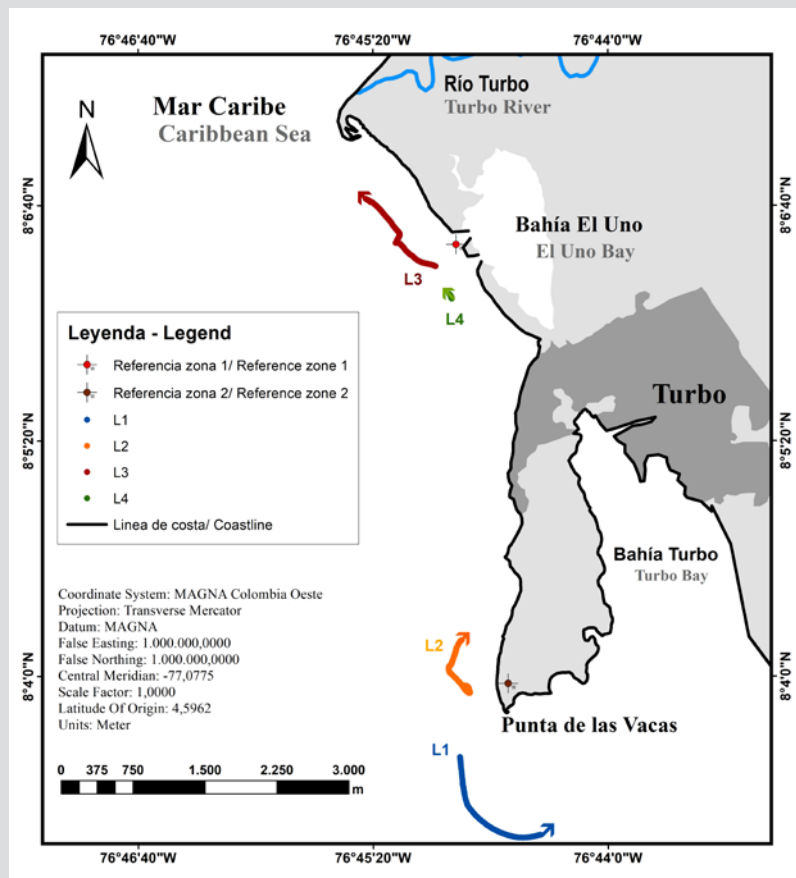 76°46'40"W 76°45'20"W 76°44'0"W
N
Mar Caribe
Caribbean Sea
Río Turbo
Turbo River
8°6'40"N 8°6'40"N
Bahía El Uno
El Uno Bay
L3
L4
Leyenda - Legend
Referencia zona 1/ Reference zone 1
Referencia zona 2/ Reference zone 2
L1
L2
L3
L4
Linea de costa/ Coastline
Turbo
8°5'20"N 8°5'20"N
Bahía Turbo
Turbo Bay
Coordinate System: MAGNA Colombia Oeste
Projection: Transverse Mercator
Datum: MAGNA
False Easting: 1.000.000,0000
False Northing: 1.000.000,0000
Central Meridian: -77,0775
Scale Factor: 1,0000
Latitude Of Origin: 4,5962
Units: Meter
L2
8°4'0"N 8°4'0"N
Punta de las Vacas
L1
0 375 750 1.500 2.250 3.000
m
76°46'40"W 76°45'20"W 76°44'0"W